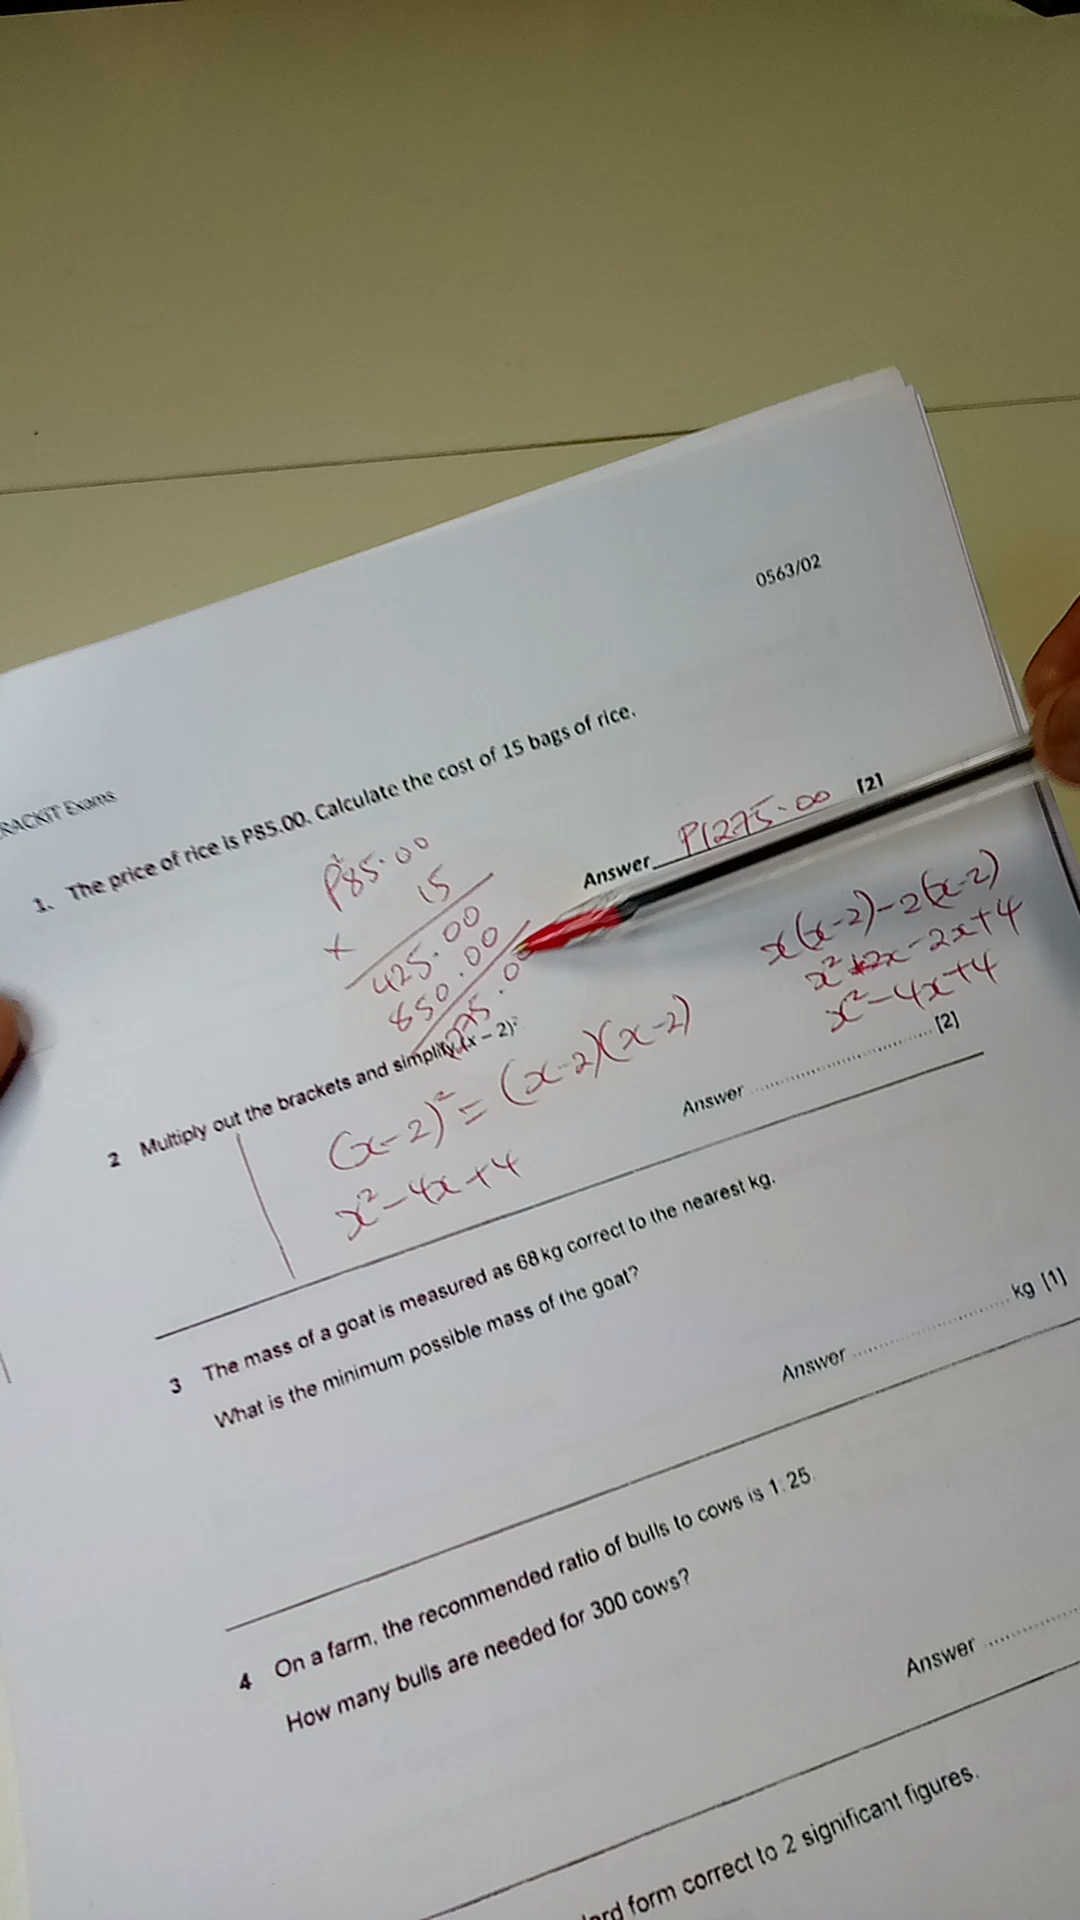 0563/02
RACKiT Exams
1. The price of rice is P85.00. Calculate the cost of 15 bags of rice.
P85.00
15
×
425.00
850.00
Answer P1275.00 [2]
2 Multiply out the brackets and simplify (x – 2)²
(x-2)² = (x-2)(x-2)
x² - 4x + 4
x(x-2) - 2(x-2)
x² - 2x - 2x + 4
x² - 4x + 4
Answer .......... [2]
3 The mass of a goat is measured as 68 kg correct to the nearest kg.
What is the minimum possible mass of the goat?
Answer .......... kg [1]
4 On a farm, the recommended ratio of bulls to cows is 1:25.
How many bulls are needed for 300 cows?
Answer ..........
form correct to 2 significant figures.